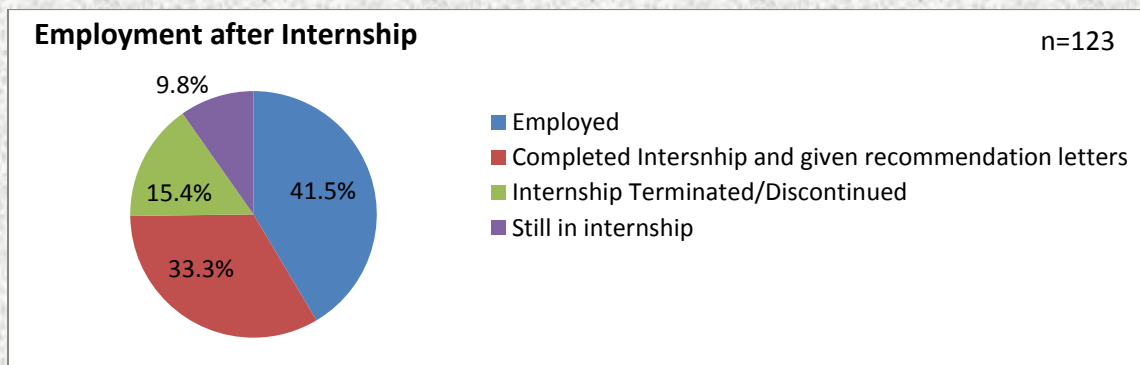 Employment after Internship
n=123
9.8%
41.5%
15.4%
33.3%
Employed
Completed Intersnhip and given recommendation letters
Internship Terminated/Discontinued
Still in internship